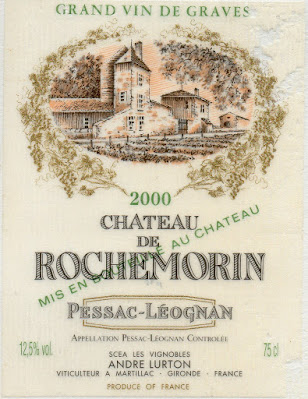 GRAND VIN DE GRAVES
2000
CHATEAU
DE
ROCHEMORIN
MIS EN BOUTEILLE AU CHATEAU
PESSAC-LÉOGNAN
APPELLATION PESSAC-LÉOGNAN CONTROLÉE
12,5% vol.
SCEA LES VIGNOBLES
ANDRE LURTON
75 cl
VITICULTEUR A MARTILLAC - GIRONDE - FRANCE
PRODUCE OF FRANCE